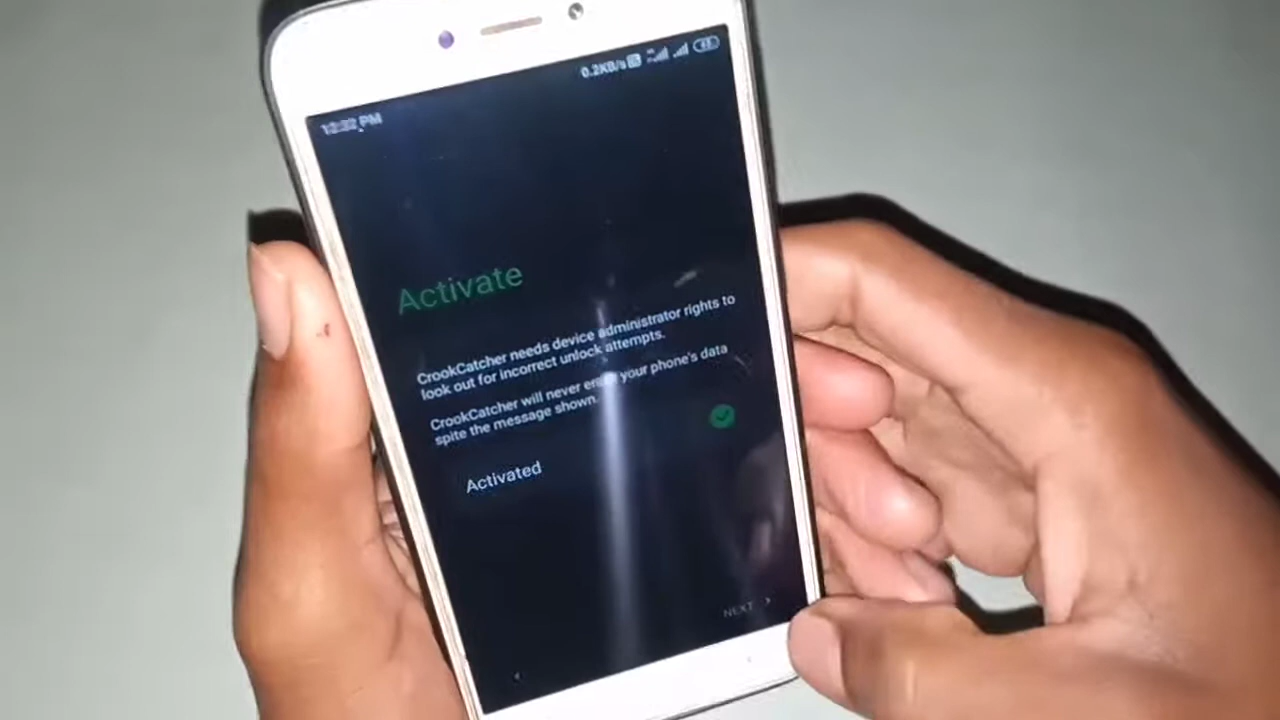 12:32 PM
0.2KB/s
Activate
CrookCatcher needs device administrator rights to
look out for incorrect unlock attempts.
CrookCatcher will never your phone's data
spite the message shown.
Activated
NEXT